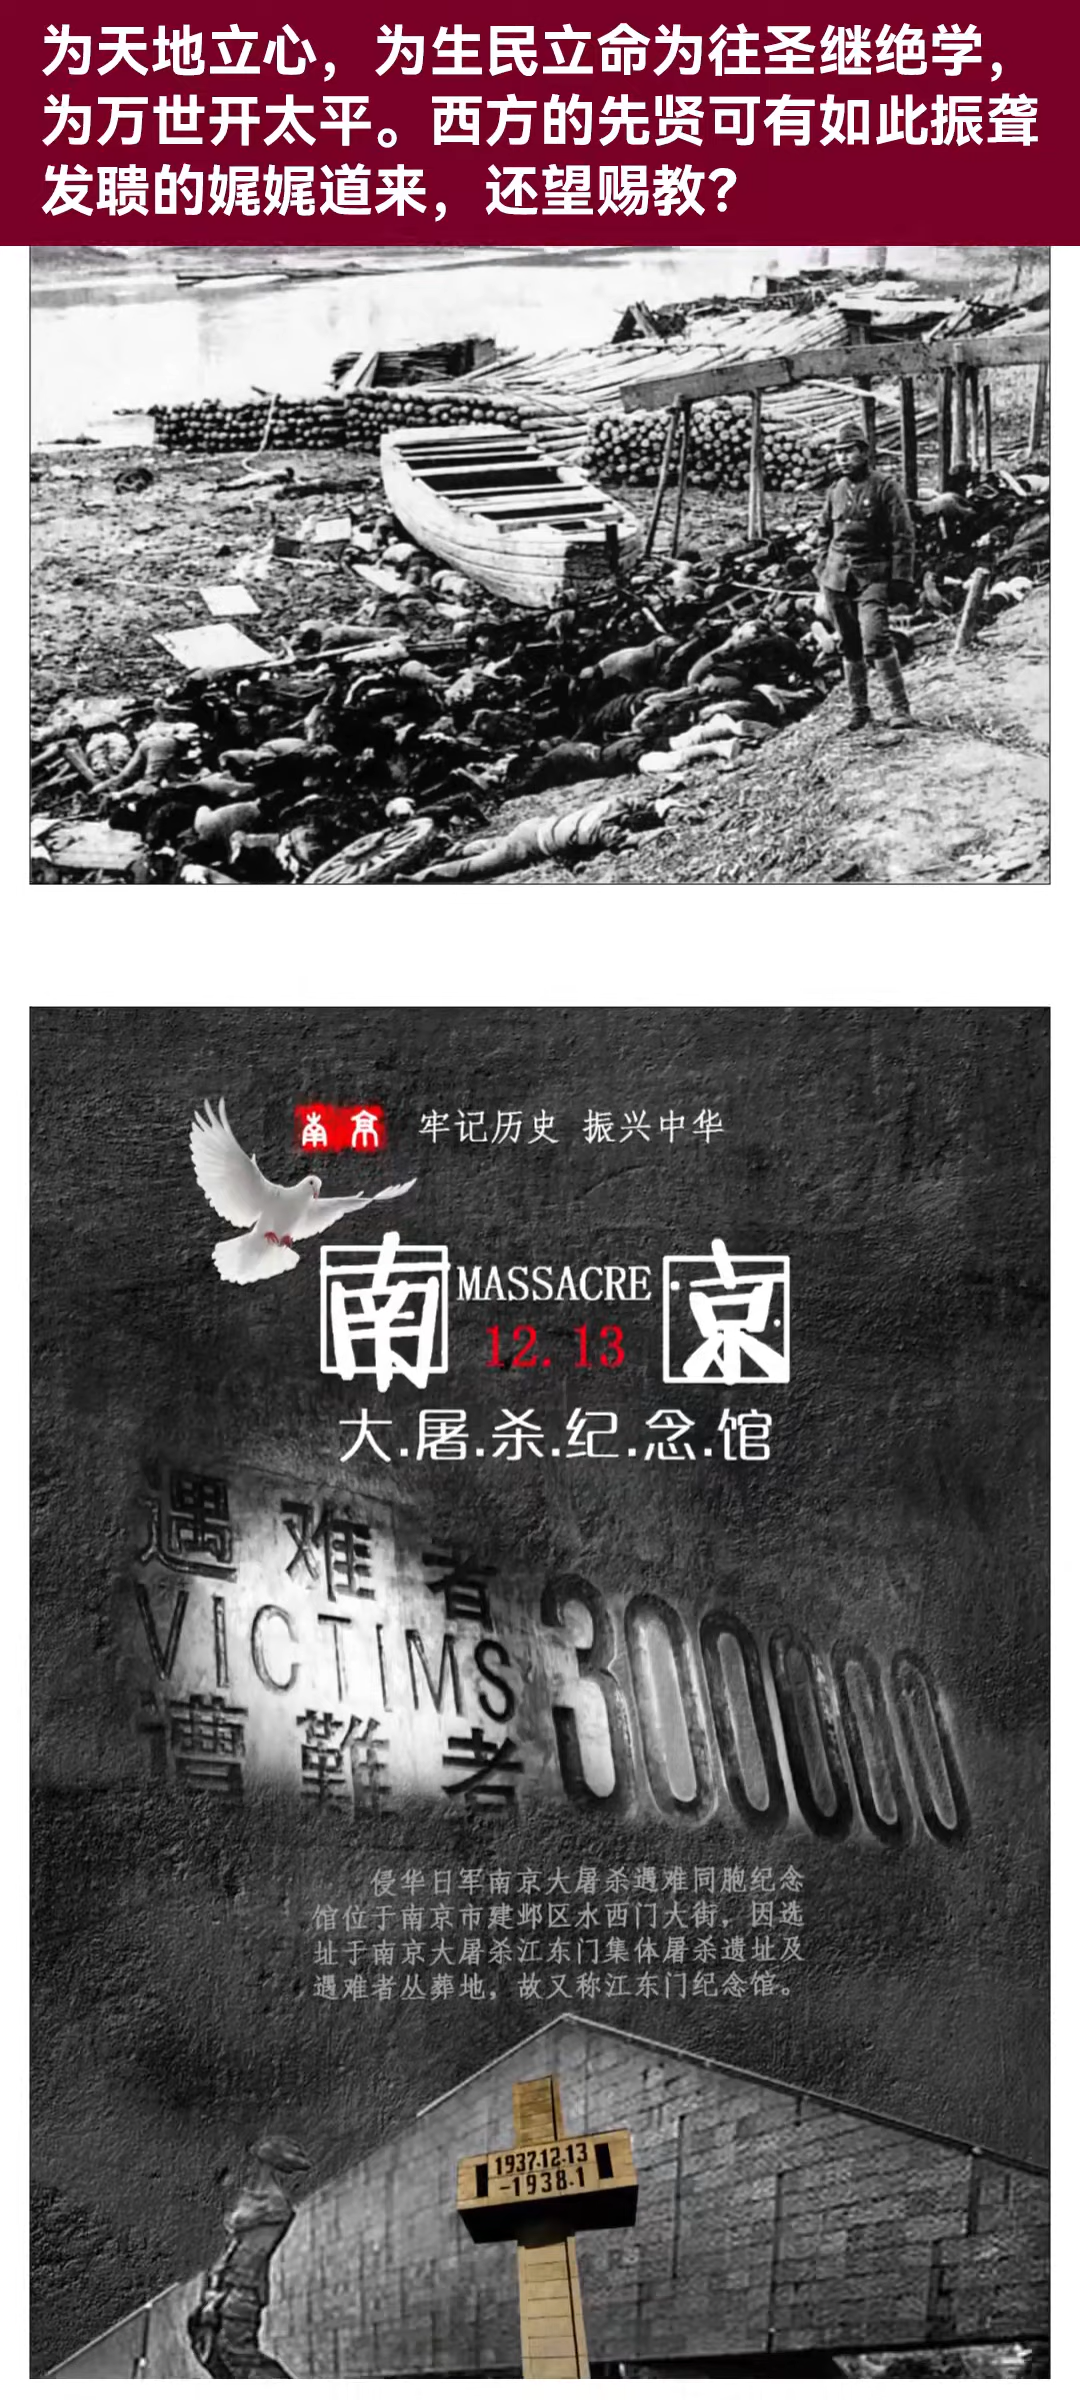 为天地立心，为生民立命为往圣继绝学，
为万世开太平。西方的先贤可有如此振聋
发聩的娓娓道来，还望赐教？
南京 牢记历史 振兴中华
南 MASSACRE 京
12.13
大.屠.杀.纪.念.馆
遇难者
VICTIMS 300000
遭難者
侵华日军南京大屠杀遇难同胞纪念
馆位于南京市建邺区水西门大街，因选
址于南京大屠杀江东门集体屠杀遗址及
遇难者丛葬地，故又称江东门纪念馆。
1937.12.13
-1938.1